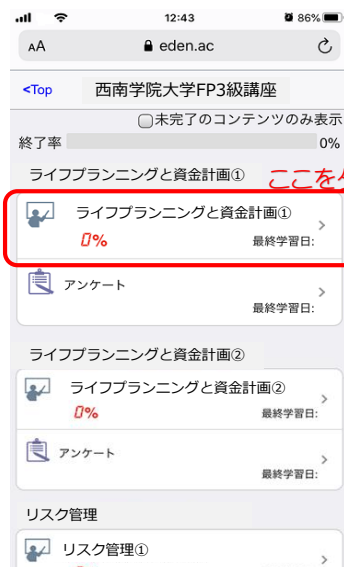 12:43
86%
AA
eden.ac
<Top
西南学院大学FP3級講座
未完了のコンテンツのみ表示
終了率
0%
ライフプランニングと資金計画①
ここを
ライフプランニングと資金計画①
0%
最終学習日:
アンケート
最終学習日:
ライフプランニングと資金計画②
ライフプランニングと資金計画②
0%
最終学習日:
アンケート
最終学習日:
リスク管理
リスク管理①